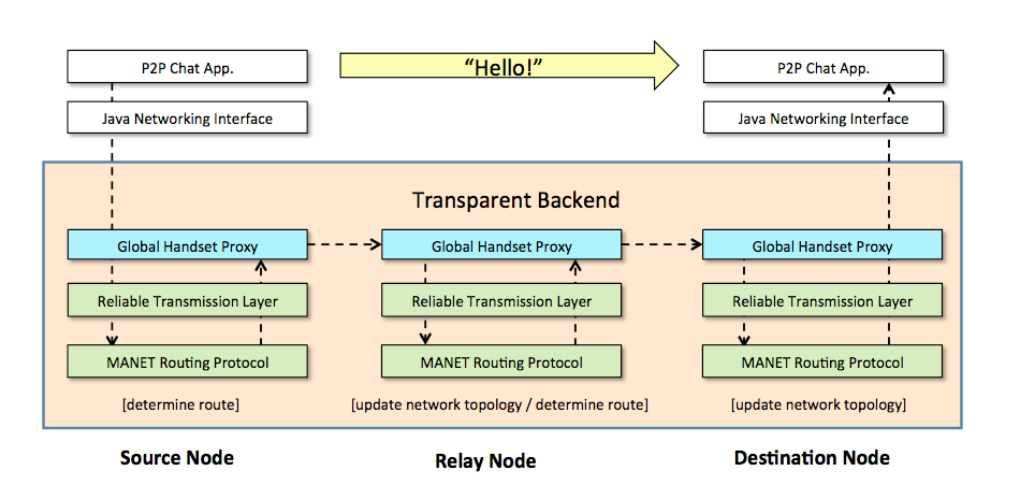 P2P Chat App.
“Hello!”
P2P Chat App.
Java Networking Interface
Java Networking Interface
Transparent Backend
Global Handset Proxy
Global Handset Proxy
Global Handset Proxy
Reliable Transmission Layer
Reliable Transmission Layer
Reliable Transmission Layer
MANET Routing Protocol
MANET Routing Protocol
MANET Routing Protocol
[determine route]
[update network topology / determine route]
[update network topology]
Source Node
Relay Node
Destination Node